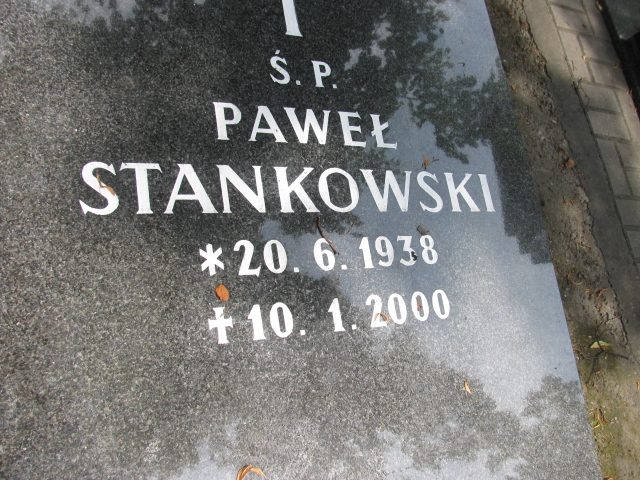 Ś. P.
PAWEŁ
STANKOWSKI
* 20. 6. 1938
✝ 10. 1. 2000